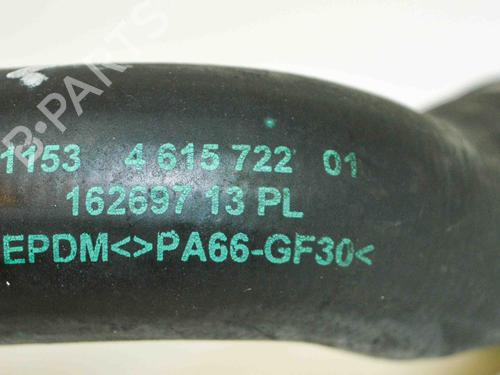 B-PARTS
1153 4 615 722 01
162697 13 PL
EPDM<>PA66-GF30<